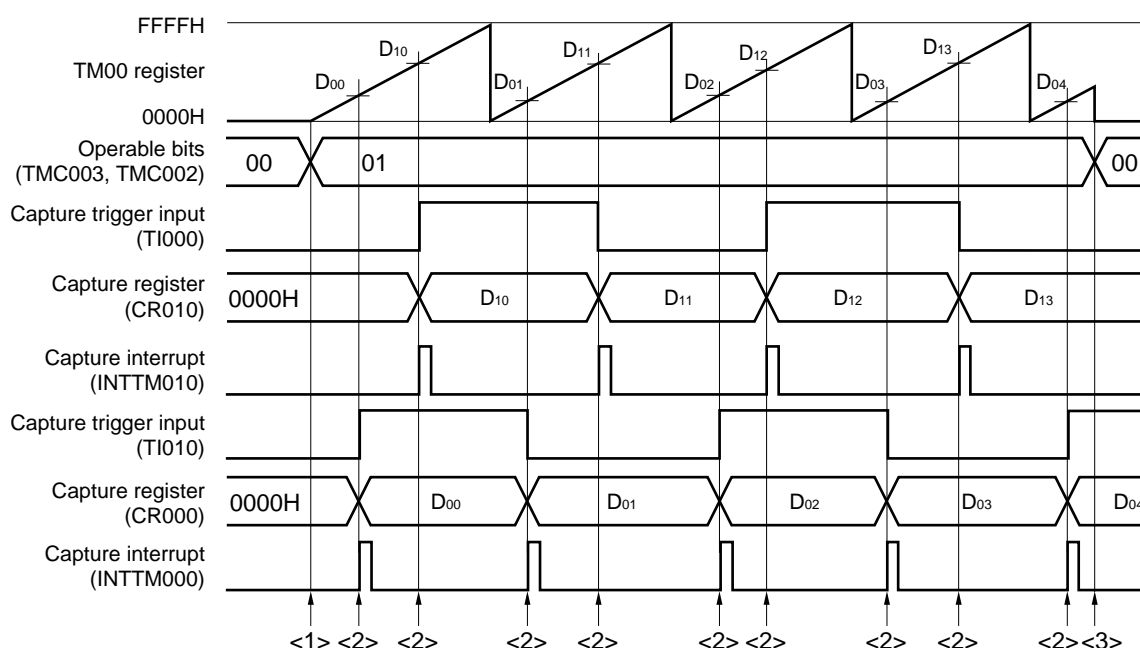 FFFFH
TM00 register
0000H
D10
D00
D11
D01
D12
D02
D13
D03
D04
Operable bits
(TMC003, TMC002)
00
01
00
Capture trigger input
(TI000)
Capture register
(CR010)
0000H
D10
D11
D12
D13
Capture interrupt
(INTTM010)
Capture trigger input
(TI010)
Capture register
(CR000)
0000H
D00
D01
D02
D03
D04
Capture interrupt
(INTTM000)
<1> <2> <2> <2> <2> <2> <2> <2> <2> <2> <3>